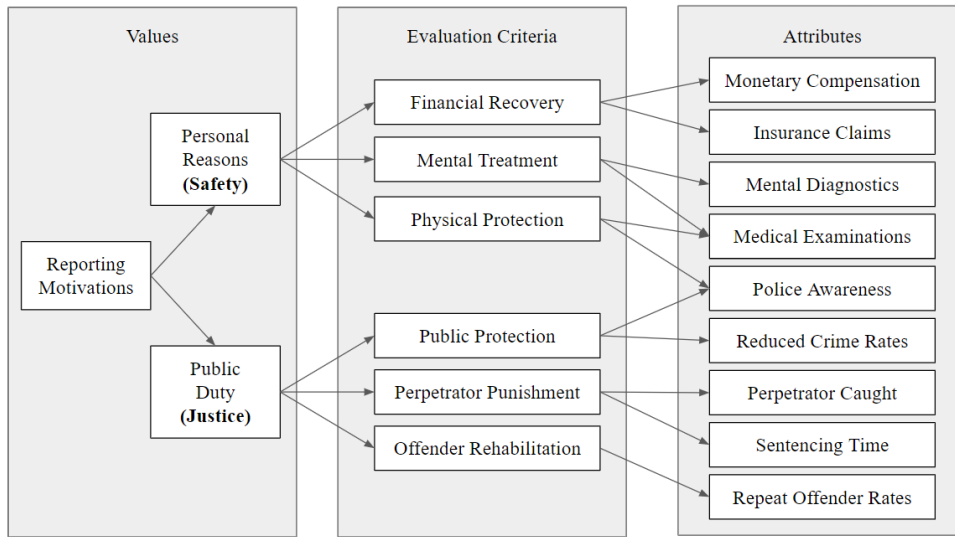 Values
Reporting
Motivations
Personal
Reasons
(Safety)
Public
Duty
(Justice)
Evaluation Criteria
Financial Recovery
Mental Treatment
Physical Protection
Public Protection
Perpetrator Punishment
Offender Rehabilitation
Attributes
Monetary Compensation
Insurance Claims
Mental Diagnostics
Medical Examinations
Police Awareness
Reduced Crime Rates
Perpetrator Caught
Sentencing Time
Repeat Offender Rates